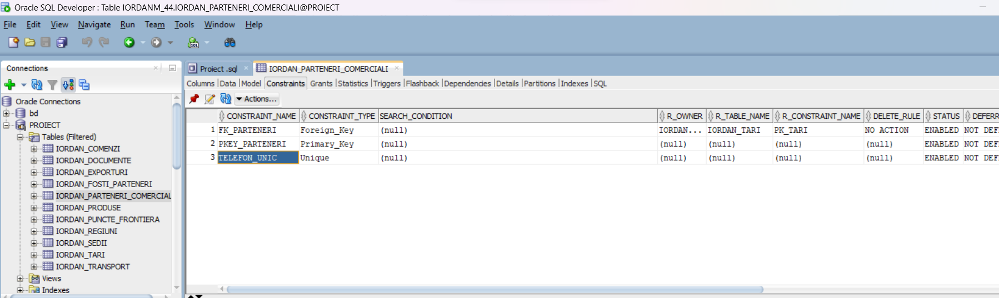 Oracle SQL Developer : Table IORDANM_44.IORDAN_PARTENERI_COMERCIALI@PROIECT
File Edit View Navigate Run Team Tools Window Help
SQL
Connections
Oracle Connections
bd
PROIECT
Tables (Filtered)
IORDAN_COMENZI
IORDAN_DOCUMENTE
IORDAN_EXPORTURI
IORDAN_FOSTI_PARTENERI
IORDAN_PARTENERI_COMERCIAL
IORDAN_PRODUSE
IORDAN_PUNCTE_FRONTIERA
IORDAN_REGIUNI
IORDAN_SEDII
IORDAN_TARI
IORDAN_TRANSPORT
Views
Indexes
Proiect .sql IORDAN_PARTENERI_COMERCIALI
Columns Data Model Constraints Grants Statistics Triggers Flashback Dependencies Details Partitions Indexes SQL
Actions...
CONSTRAINT_NAME CONSTRAINT_TYPE SEARCH_CONDITION R_OWNER R_TABLE_NAME R_CONSTRAINT_NAME DELETE_RULE STATUS DEFERR
1 FK_PARTENERI Foreign_Key (null) IORDAN... IORDAN_TARI PK_TARI NO ACTION ENABLED NOT DEF
2 PKEY_PARTENERI Primary_Key (null) (null) (null) (null) (null) ENABLED NOT DEF
3 TELEFON_UNIC Unique (null) (null) (null) (null) (null) ENABLED NOT DEF